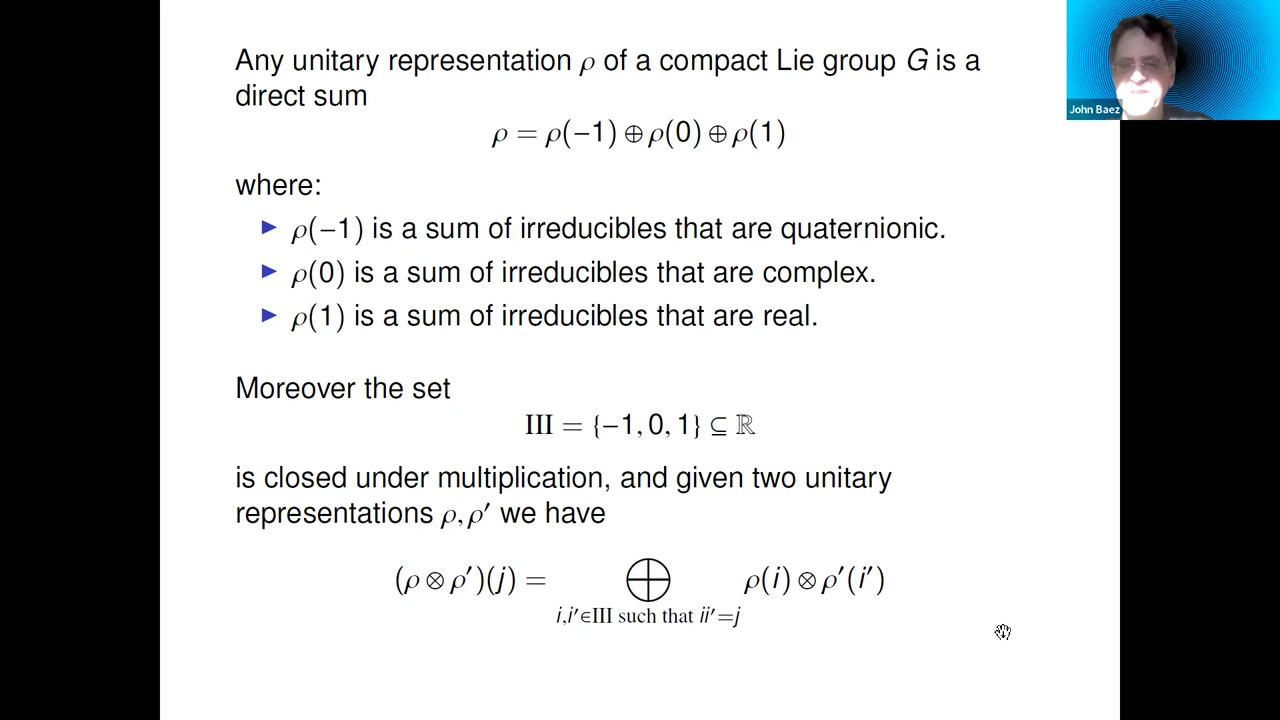 Any unitary representation ρ of a compact Lie group G is a
direct sum
ρ = ρ(−1) ⊕ ρ(0) ⊕ ρ(1)
where:
▶ ρ(−1) is a sum of irreducibles that are quaternionic.
▶ ρ(0) is a sum of irreducibles that are complex.
▶ ρ(1) is a sum of irreducibles that are real.
Moreover the set
III = {−1, 0, 1} ⊆ ℝ
is closed under multiplication, and given two unitary
representations ρ, ρ′ we have
(ρ ⊗ ρ′)(j) = ⨁ ρ(i) ⊗ ρ′(i′)
i,i′∈III such that ii′=j
John Baez